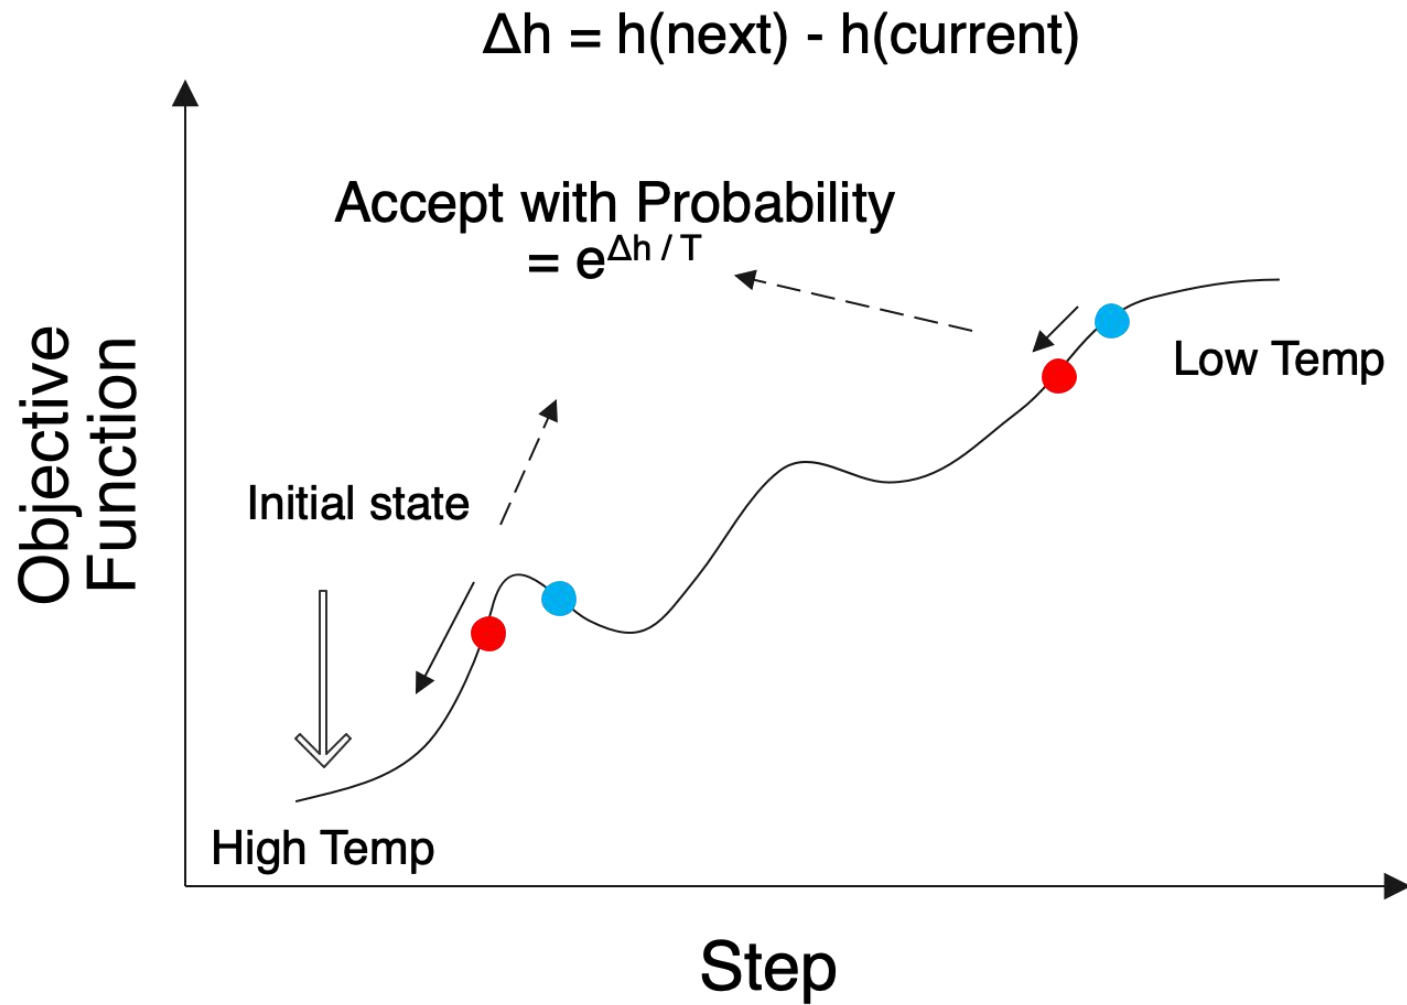 Δh = h(next) - h(current)
Accept with Probability
= e^Δh / T
Objective
Function
Initial state
Low Temp
High Temp
Step